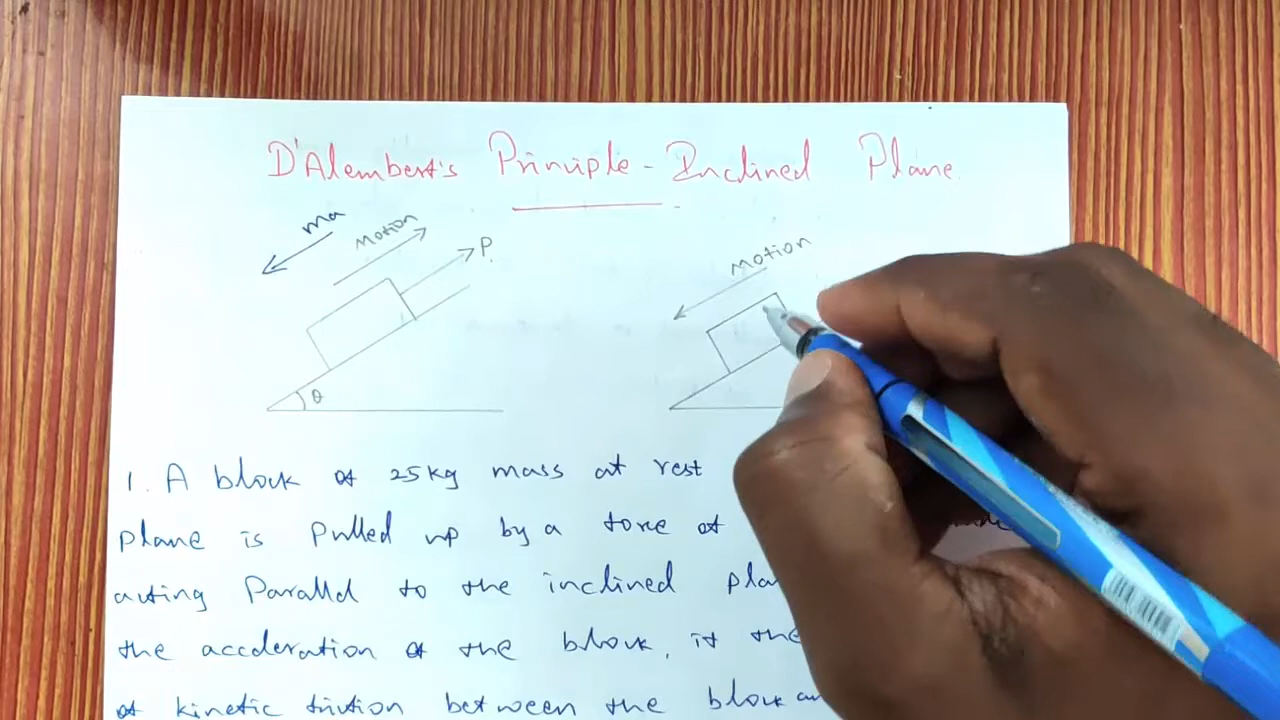 D'Alembert's Principle - Inclined Plane.
ma
Motion
P.
θ
Motion
1. A block of 25kg mass at rest
plane is pulled up by a force of
acting Parallel to the inclined
the acceleration of the block, if the
of kinetic friction between the block